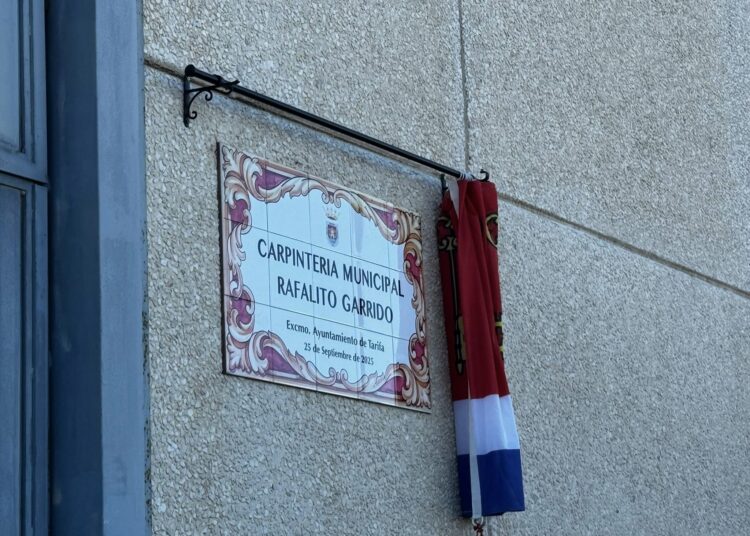 CARPINTERIA MUNICIPAL
RAFALITO GARRIDO
Excmo. Ayuntamiento de Tarifa
25 de Septiembre de 2025